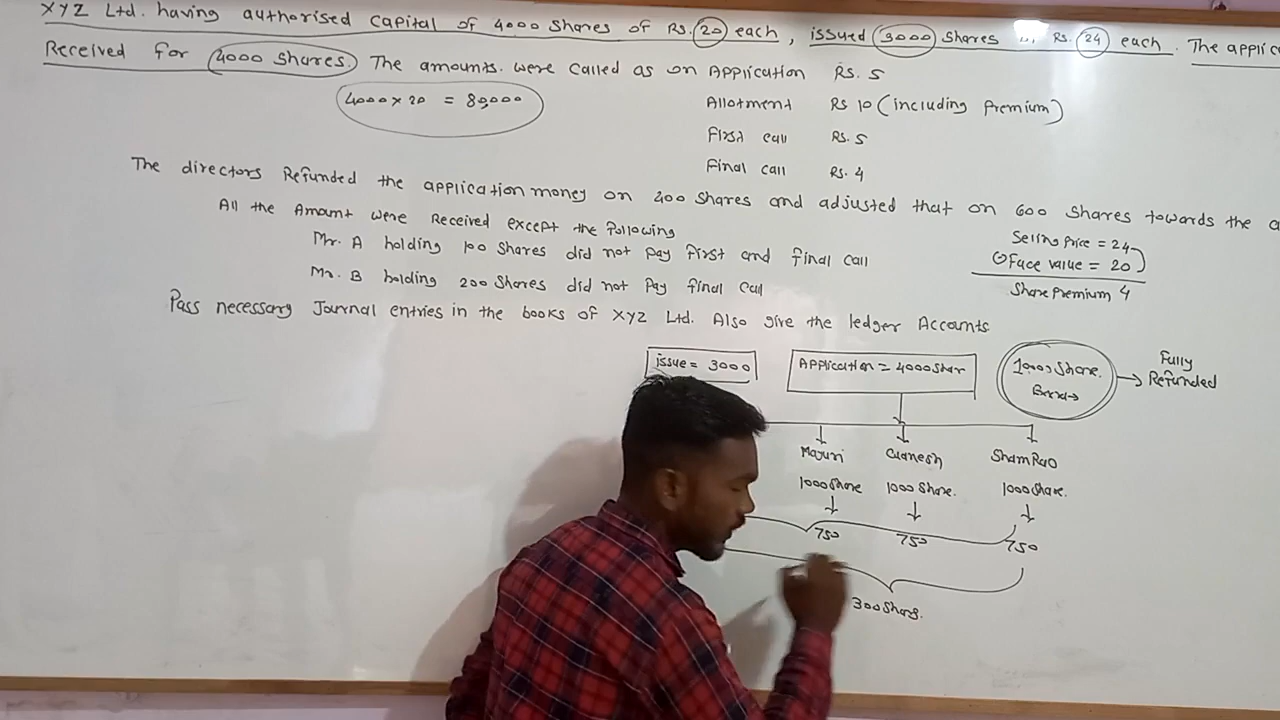 XYZ Ltd. having authorised capital of 4000 Shares of Rs. 20 each, issued 3000 Shares Rs. 24 each. The applic
Received for 4000 Shares. The amounts. were called as on Application Rs. 5
4000 x 20 = 80,000
Allotment Rs 10 (including Premium)
First call Rs. 5
Final call Rs. 4
The directors Refunded the application money on 400 Shares and adjusted that on 600 Shares towards the a
All the Amount were Received except the following
Mr. A holding 100 Shares did not pay first and final call
Mr. B holding 200 Shares did not pay final call
Selling price = 24
Face value = 20
Share Premium 4
Pass necessary Journal entries in the books of XYZ Ltd. Also give the ledger Accounts
issue = 3000
Application = 4000 Shar
1000 Share.
Fully
Refunded
Mayuri Ganesh ShamRao
1000 Share 1000 Share. 1000 Share.
750 750 750
300 Shares.